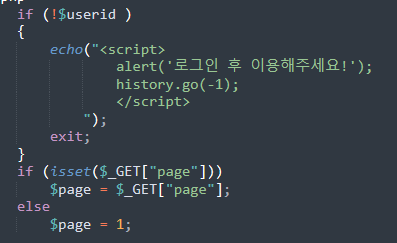 if (!$userid )
{
echo("<script>
alert('로그인 후 이용해주세요!');
history.go(-1);
</script>
");
exit;
}
if (isset($_GET["page"]))
$page = $_GET["page"];
else
$page = 1;